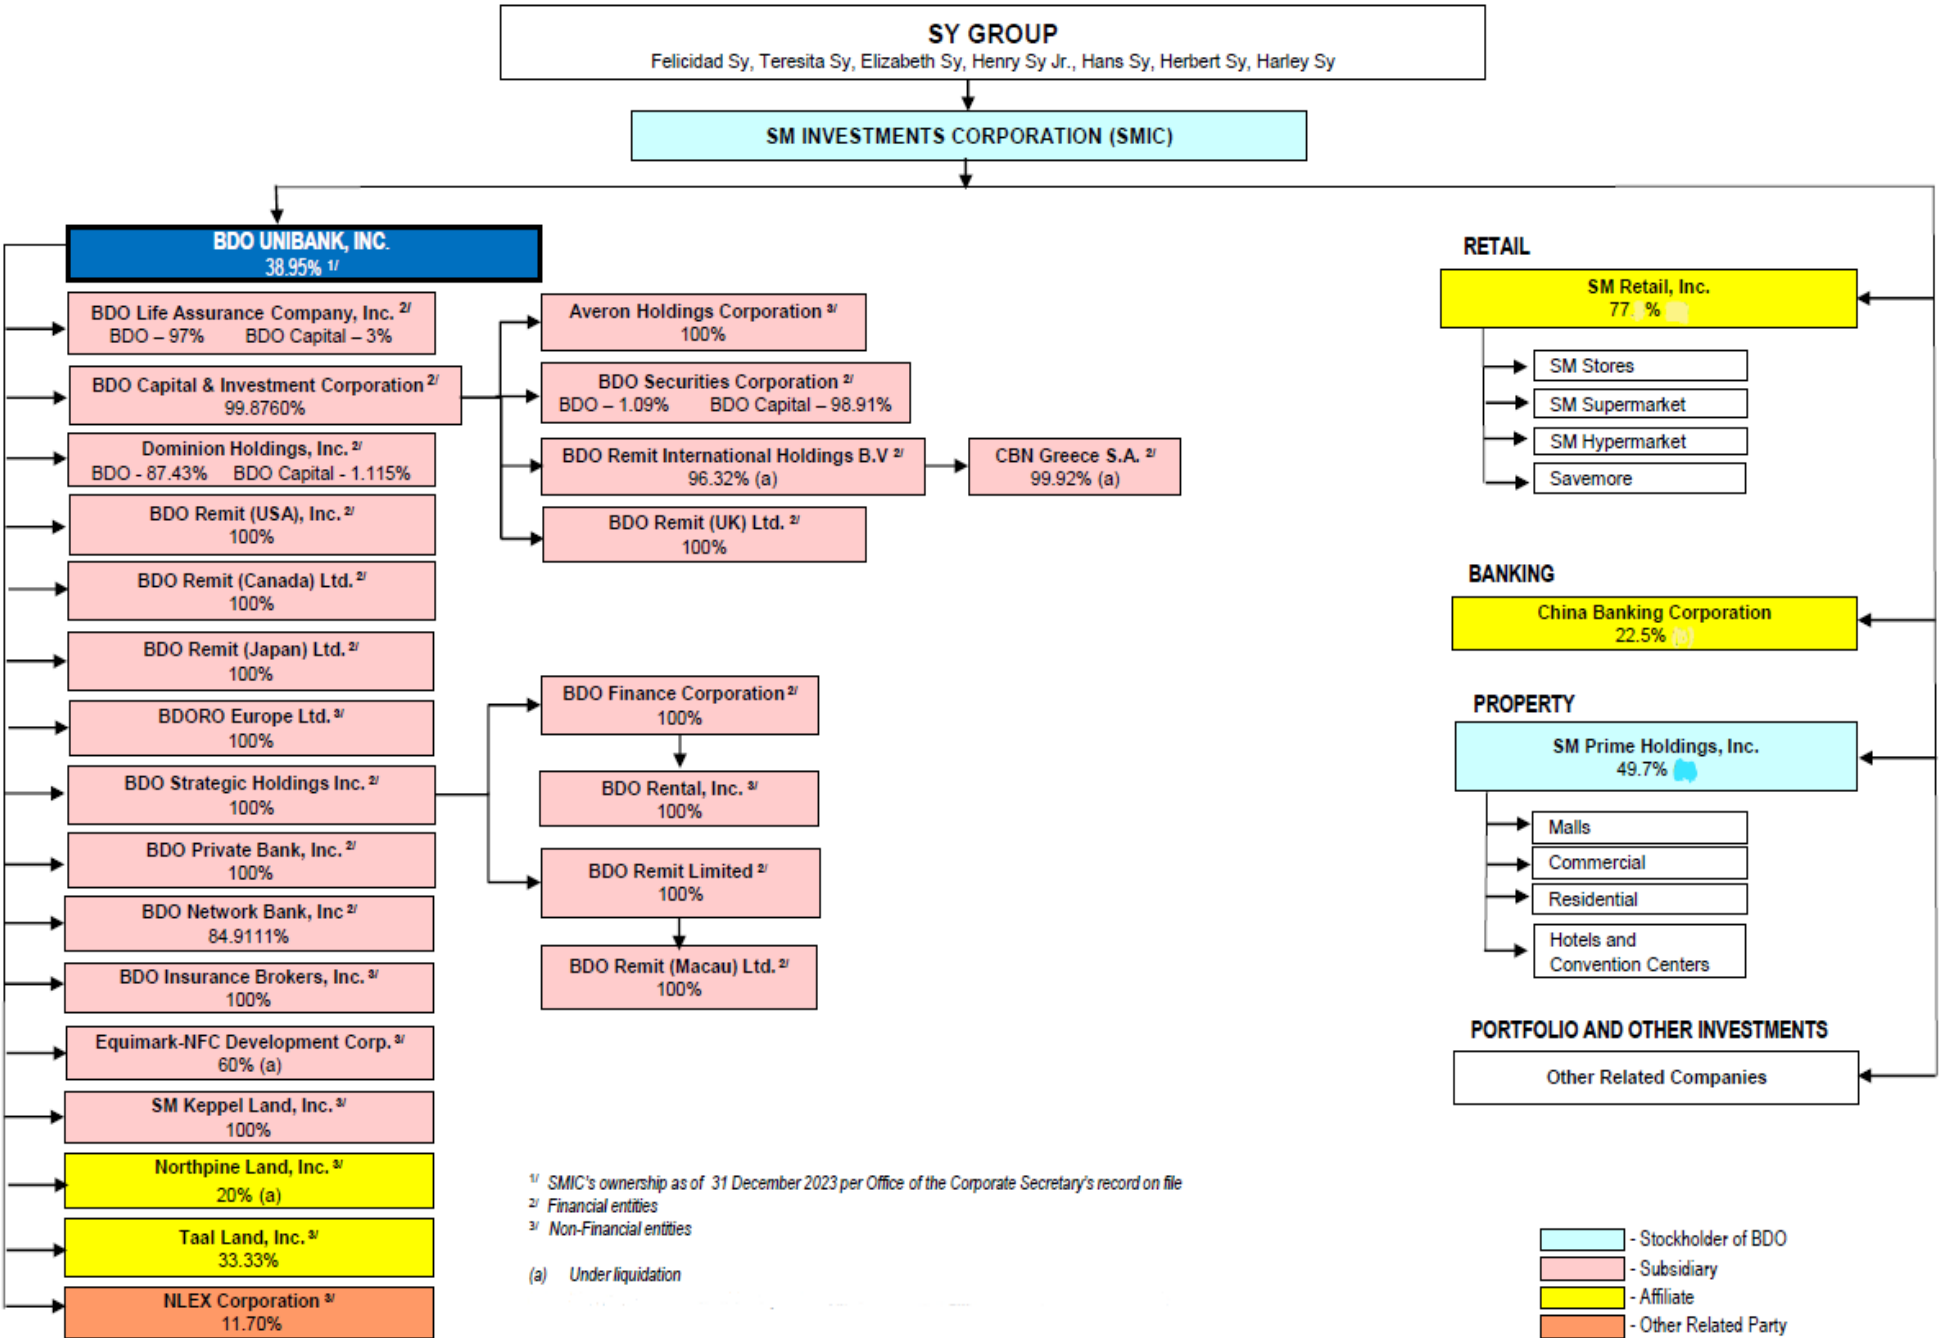 SY GROUP
Felicidad Sy, Teresita Sy, Elizabeth Sy, Henry Sy Jr., Hans Sy, Herbert Sy, Harley Sy
SM INVESTMENTS CORPORATION (SMIC)
BDO UNIBANK, INC.
38.95% 1/
BDO Life Assurance Company, Inc. 2/
BDO – 97% BDO Capital – 3%
BDO Capital & Investment Corporation 2/
99.8760%
Dominion Holdings, Inc. 2/
BDO - 87.43% BDO Capital - 1.115%
BDO Remit (USA), Inc. 2/
100%
BDO Remit (Canada) Ltd. 2/
100%
BDO Remit (Japan) Ltd. 2/
100%
BDORO Europe Ltd. 3/
100%
BDO Strategic Holdings Inc. 2/
100%
BDO Private Bank, Inc. 2/
100%
BDO Network Bank, Inc 2/
84.9111%
BDO Insurance Brokers, Inc. 3/
100%
Equimark-NFC Development Corp. 3/
60% (a)
SM Keppel Land, Inc. 3/
100%
Northpine Land, Inc. 3/
20% (a)
Taal Land, Inc. 3/
33.33%
NLEX Corporation 3/
11.70%
Averon Holdings Corporation 3/
100%
BDO Securities Corporation 2/
BDO – 1.09% BDO Capital – 98.91%
BDO Remit International Holdings B.V 2/
96.32% (a)
CBN Greece S.A. 2/
99.92% (a)
BDO Remit (UK) Ltd. 2/
100%
BDO Finance Corporation 2/
100%
BDO Rental, Inc. 3/
100%
BDO Remit Limited 2/
100%
BDO Remit (Macau) Ltd. 2/
100%
RETAIL
SM Retail, Inc.
77. %
SM Stores
SM Supermarket
SM Hypermarket
Savemore
BANKING
China Banking Corporation
22.5%
PROPERTY
SM Prime Holdings, Inc.
49.7%
Malls
Commercial
Residential
Hotels and
Convention Centers
PORTFOLIO AND OTHER INVESTMENTS
Other Related Companies
1/ SMIC's ownership as of 31 December 2023 per Office of the Corporate Secretary's record on file
2/ Financial entities
3/ Non-Financial entities
(a) Under liquidation
- Stockholder of BDO
- Subsidiary
- Affiliate
- Other Related Party